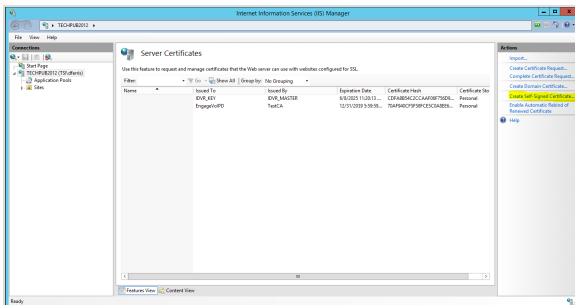 Internet Information Services (IIS) Manager
TECHPUB2012
File View Help
Connections
Start Page
TECHPUB2012 (TSI\dferris)
Application Pools
Sites
Server Certificates
Use this feature to request and manage certificates that the Web server can use with websites configured for SSL.
Filter: Go Show All Group by: No Grouping
Name Issued To Issued By Expiration Date Certificate Hash Certificate Sto
IDVR_KEY IDVR_MASTER Personal
EngageVoIPD TestCA Personal
Features View Content View
Ready
Actions
Import...
Create Certificate Request...
Complete Certificate Request...
Create Domain Certificate...
Create Self-Signed Certificate...
Enable Automatic Rebind of
Renewed Certificate
Help